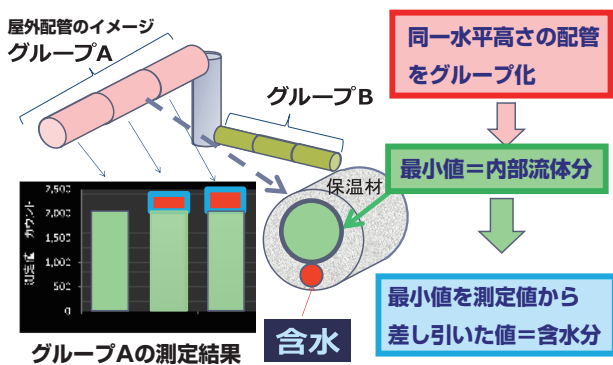 屋外配管のイメージ
グループA
グループB
保温材
測定値 カウント
2,500
2,000
1,500
1,000
500
0
グループAの測定結果
含水
同一水平高さの配管
をグループ化
最小値＝内部流体分
最小値を測定値から
差し引いた値＝含水分